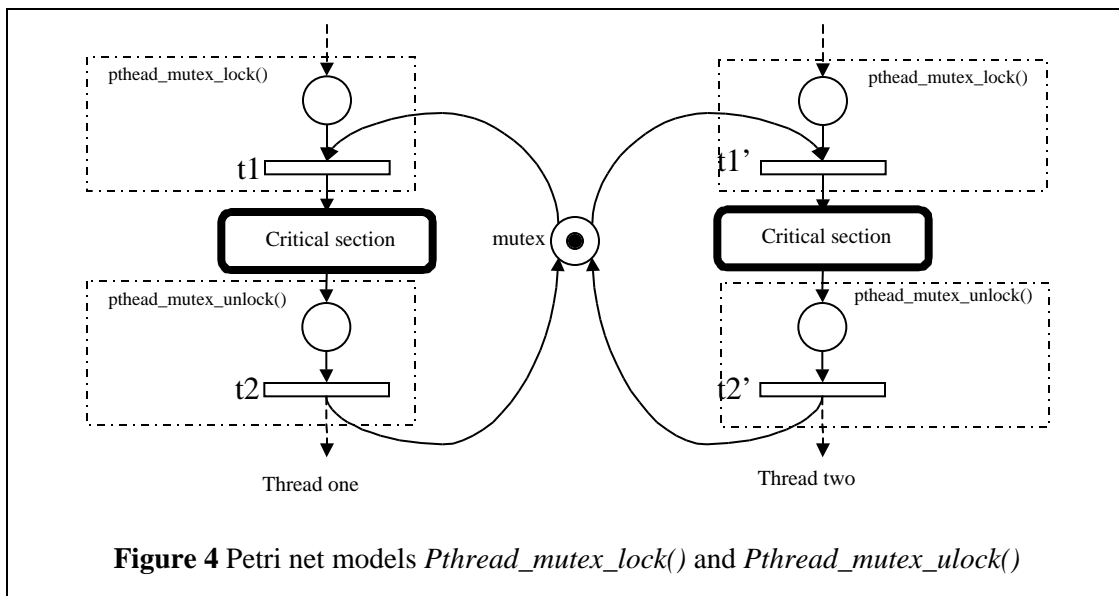 pthead_mutex_lock()
pthead_mutex_lock()
t1
t1’
Critical section
Critical section
mutex
pthead_mutex_unlock()
pthead_mutex_unlock()
t2
t2’
Thread one
Thread two
Figure 4 Petri net models Pthread_mutex_lock() and Pthread_mutex_ulock()